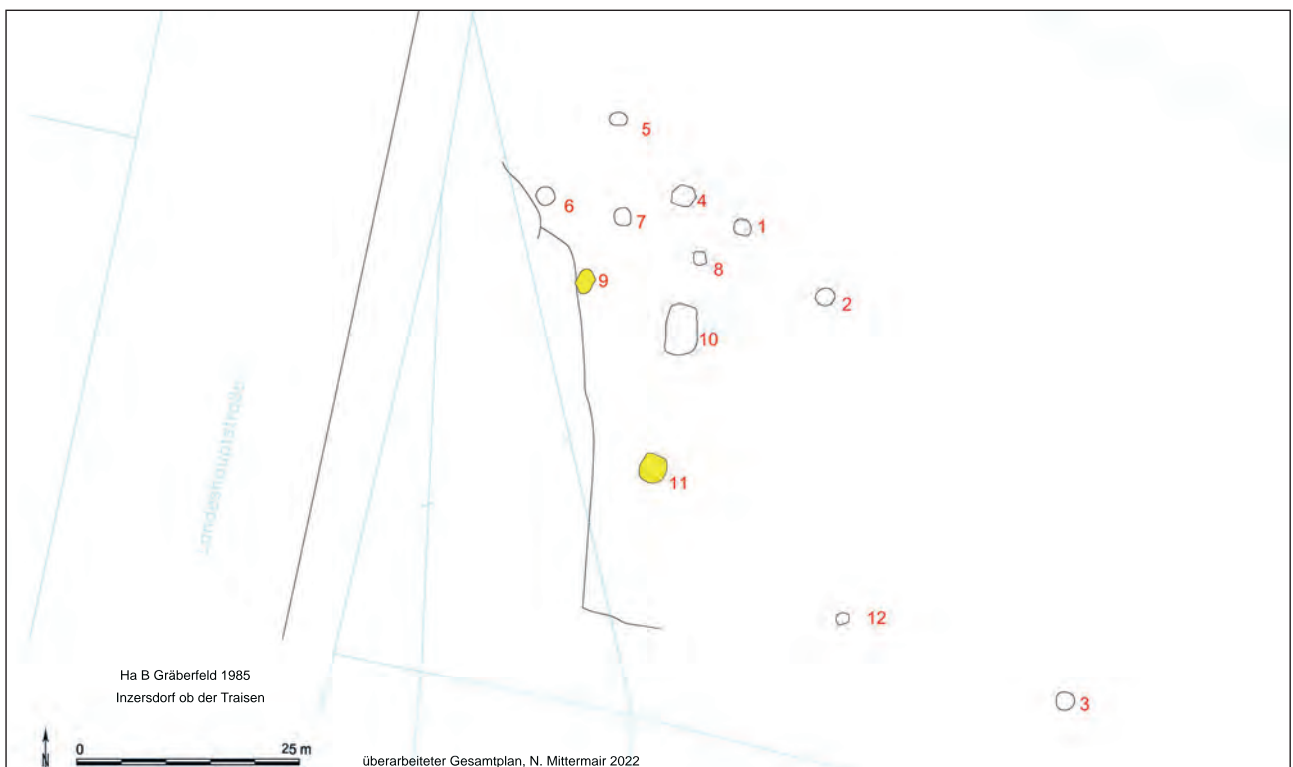 5
6
7
4
1
8
9
2
10
11
12
3
Landeshauptstraße
Ha B Gräberfeld 1985
Inzersdorf ob der Traisen
N
0 25 m
überarbeiteter Gesamtplan, N. Mittermair 2022